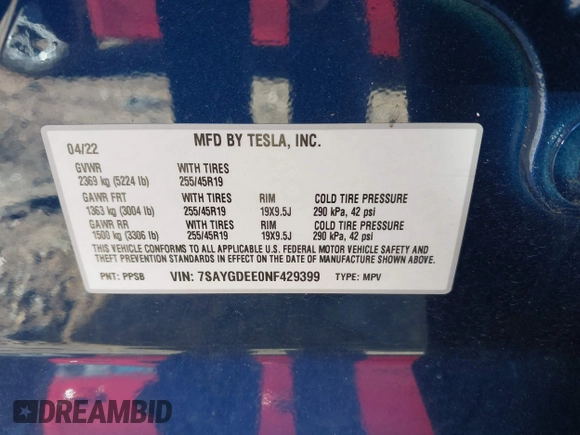 04/22 MFD BY TESLA, INC.
GVWR WITH TIRES
2369 kg (5224 lb) 255/45R19
GAWR FRT WITH TIRES RIM COLD TIRE PRESSURE
1363 kg (3004 lb) 255/45R19 19X9.5J 290 kPa, 42 psi
GAWR RR WITH TIRES RIM COLD TIRE PRESSURE
1500 kg (3306 lb) 255/45R19 19X9.5J 290 kPa, 42 psi
THIS VEHICLE CONFORMS TO ALL APPLICABLE U.S. FEDERAL MOTOR VEHICLE SAFETY AND
THEFT PREVENTION STANDARDS IN EFFECT ON THE DATE OF MANUFACTURE SHOWN ABOVE.
PNT: PPSB VIN: 7SAYGDEE0NF429399 TYPE: MPV
DREAMBID